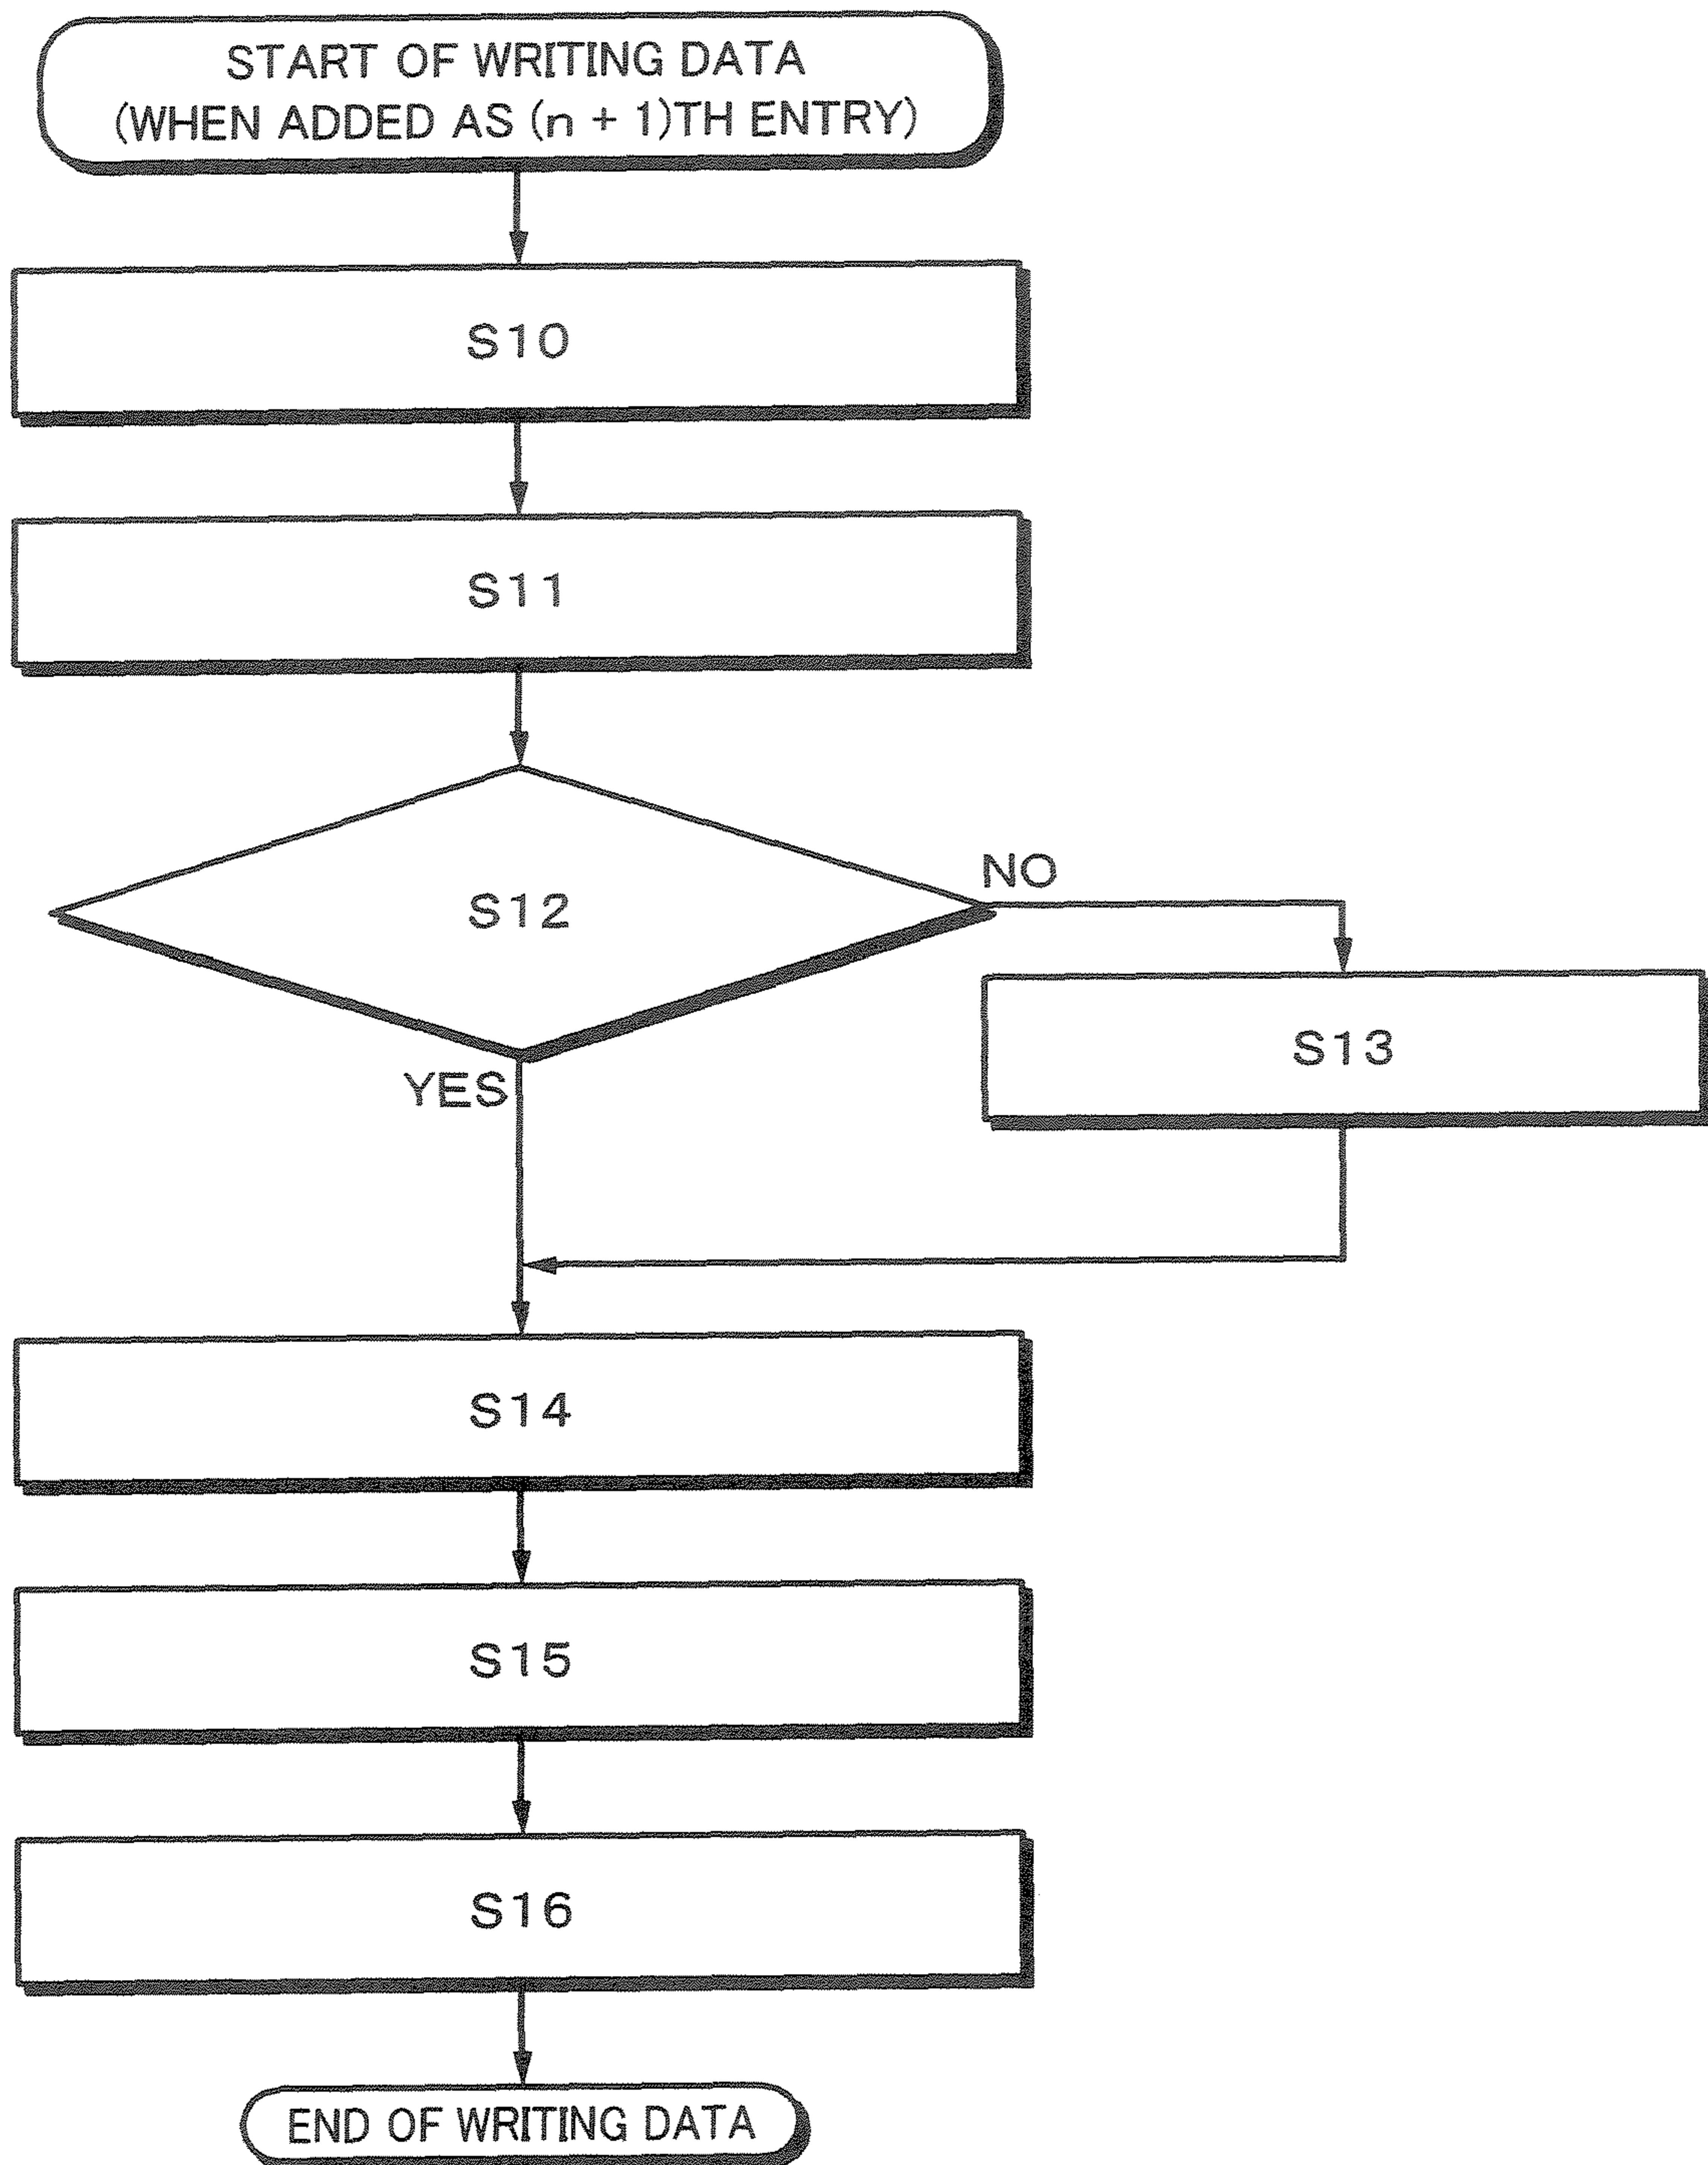 START OF WRITING DATA
(WHEN ADDED AS (n + 1)TH ENTRY)
S10
S11
S12
NO
S13
YES
S14
S15
S16
END OF WRITING DATA